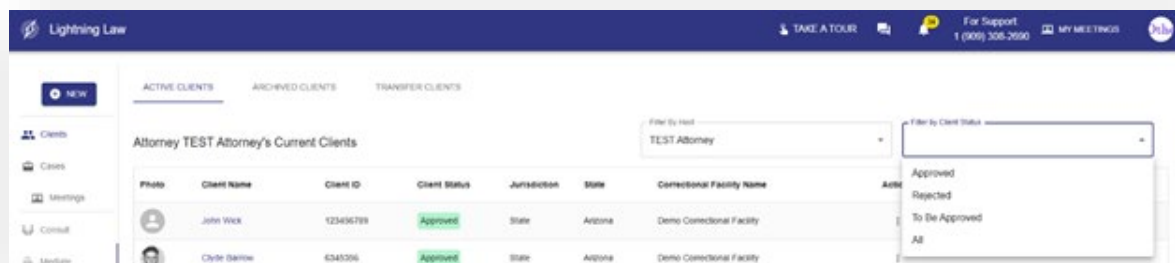 Lightning Law
TAKE A TOUR
For Support
1 (909) 308-2690
MY MEETINGS
NEW
ACTIVE CLIENTS
ARCHIVED CLIENTS
TRANSFER CLIENTS
Clients
Cases
Meetings
Consult
Mediate
Attorney TEST Attorney's Current Clients
Filter By Host
TEST Attorney
Filter by Client Status
Approved
Rejected
To Be Approved
All
Photo Client Name Client ID Client Status Jurisdiction State Correctional Facility Name
John Wick 123456789 Approved State Arizona Demo Correctional Facility
Clyde Barrow 6345356 Approved State Arizona Demo Correctional Facility